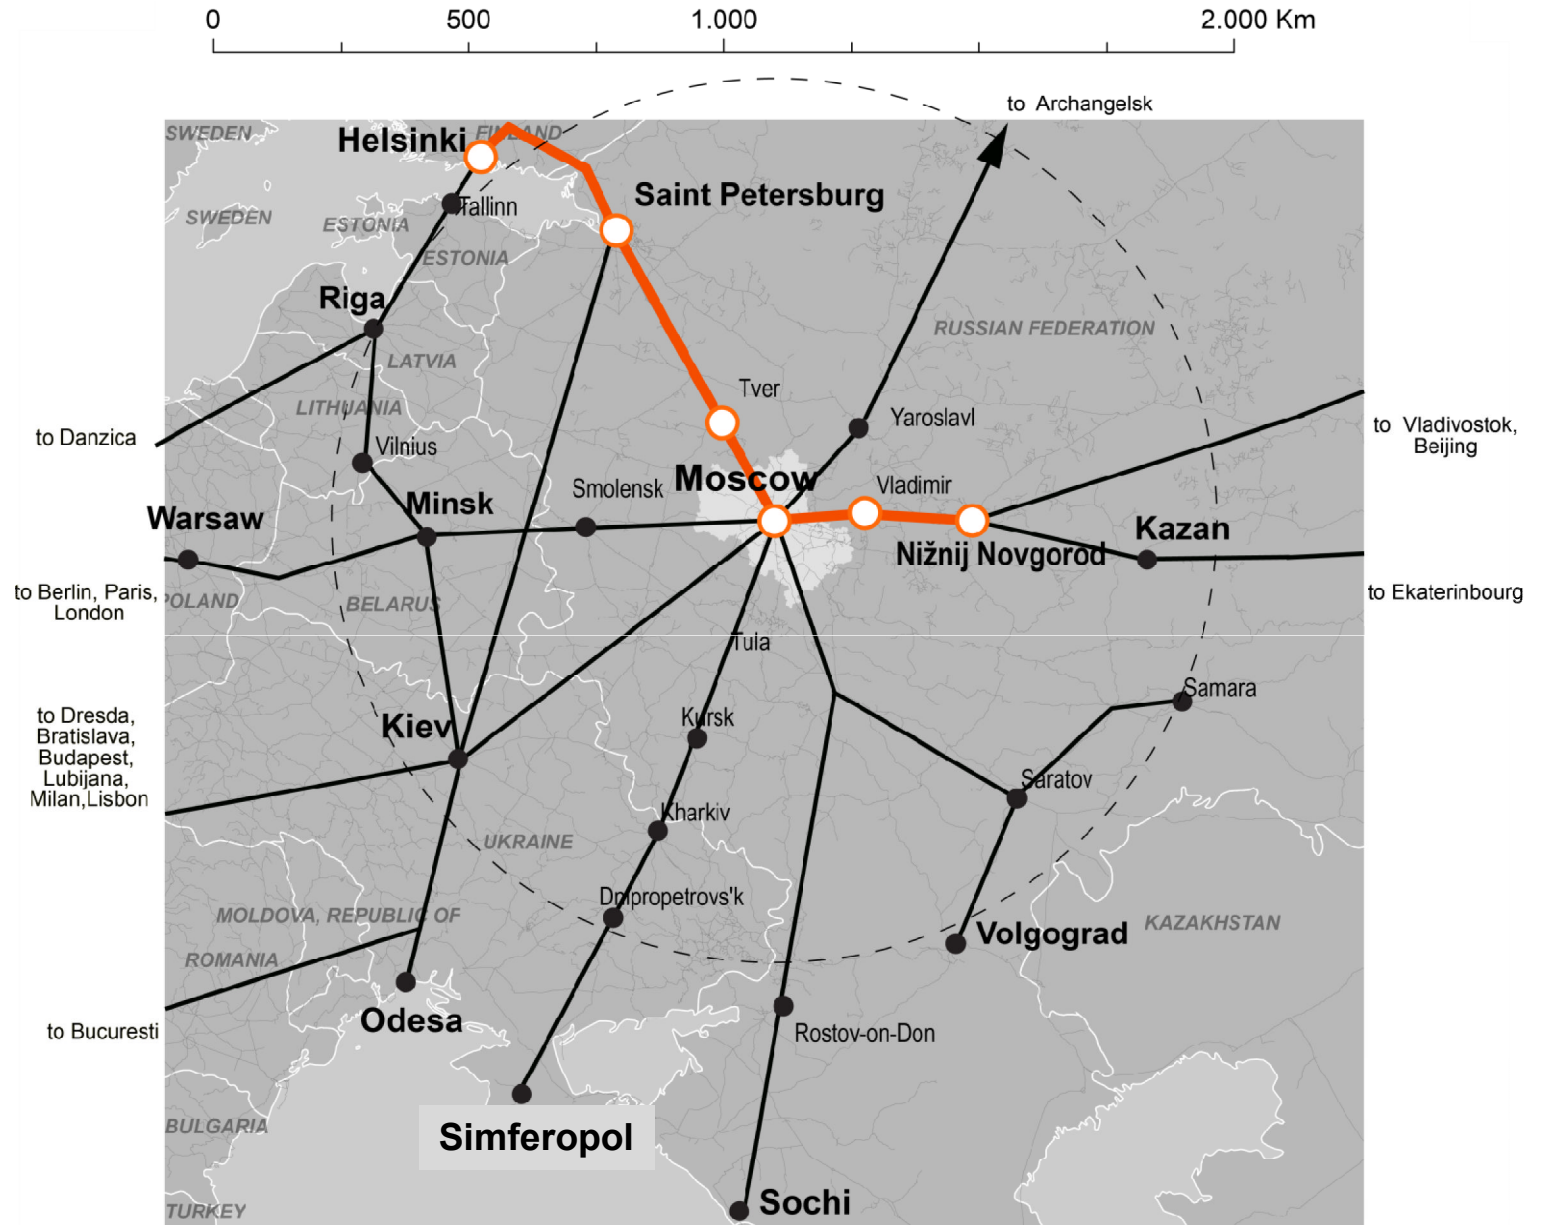 0
500
1.000
2.000 Km
to Archangelsk
SWEDEN
Helsinki
FINLAND
Saint Petersburg
SWEDEN
ESTONIA
Tallinn
ESTONIA
Riga
RUSSIAN FEDERATION
LATVIA
Tver
LITHUANIA
Yaroslavl
to Danzica
Vilnius
to Vladivostok,
Beijing
Moscow
Smolensk
Vladimir
Minsk
Warsaw
Kazan
Nižnij Novgorod
to Berlin, Paris,
London
POLAND
BELARUS
to Ekaterinbourg
Tula
Samara
to Dresda,
Bratislava,
Budapest,
Lubijana,
Milan,Lisbon
Kiev
Kursk
Saratov
Kharkiv
UKRAINE
Dnipropetrovs'k
MOLDOVA, REPUBLIC OF
KAZAKHSTAN
Volgograd
ROMANIA
Odesa
to Bucuresti
Rostov-on-Don
BULGARIA
Simferopol
Sochi
TURKEY